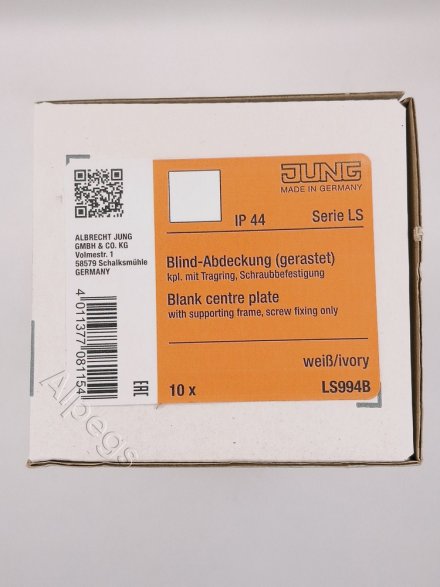 JUNG
MADE IN GERMANY
IP 44
Serie LS
ALBRECHT JUNG
GMBH & CO. KG
Volmestr. 1
58579 Schalksmühle
GERMANY
Blind-Abdeckung (gerastet)
kpl. mit Tragring, Schraubbefestigung
Blank centre plate
with supporting frame, screw fixing only
weiß/ivory
10 x
LS994B
4 011377 081154
EAC
Alpegs